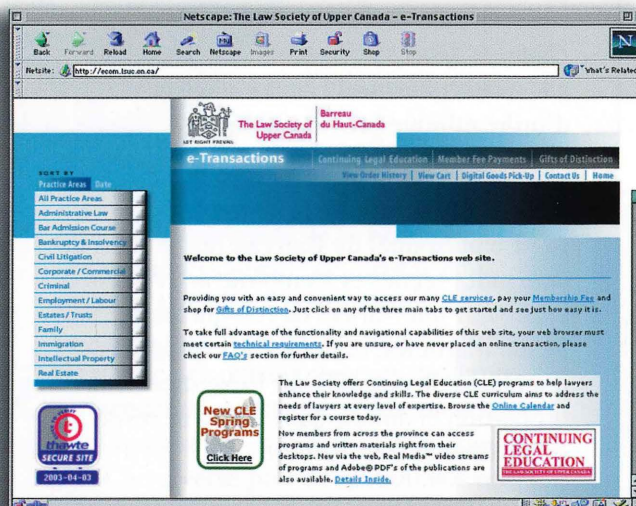 Netscape: The Law Society of Upper Canada – e-Transactions
Back Forward Reload Home Search Netscape Images Print Security Shop Stop
N
Netsite: http://ecom.lsuc.on.ca/ What's Related
LET RIGHT PREVAIL
The Law Society of Upper Canada
Barreau du Haut-Canada
e-Transactions Continuing Legal Education Member Fee Payments Gifts of Distinction
View Order History | View Cart | Digital Goods Pick-Up | Contact Us | Home
SORT BY
Practice Areas Date
All Practice Areas
Administrative Law
Bar Admission Course
Bankruptcy & Insolvency
Civil Litigation
Corporate / Commercial
Criminal
Employment / Labour
Estates / Trusts
Family
Immigration
Intellectual Property
Real Estate
thawte
SECURE SITE
2003-04-03
Welcome to the Law Society of Upper Canada's e-Transactions web site.
Providing you with an easy and convenient way to access our many CLE services, pay your Membership Fee and
shop for Gifts of Distinction. Just click on any of the three main tabs to get started and see just how easy it is.
To take full advantage of the functionality and navigational capabilities of this web site, your web browser must
meet certain technical requirements. If you are unsure, or have never placed an online transaction, please
check our FAQ's section for further details.
New CLE
Spring
Programs
Click Here
The Law Society offers Continuing Legal Education (CLE) programs to help lawyers
enhance their knowledge and skills. The diverse CLE curriculum aims to address the
needs of lawyers at every level of expertise. Browse the Online Calendar and
register for a course today.
Now members from across the province can access
programs and written materials right from their
desktops. New via the web, Real Media™ video streams
of programs and Adobe® PDF's of the publications are
also available. Details Inside.
CONTINUING
LEGAL
EDUCATION
THE LAW SOCIETY OF UPPER CANADA